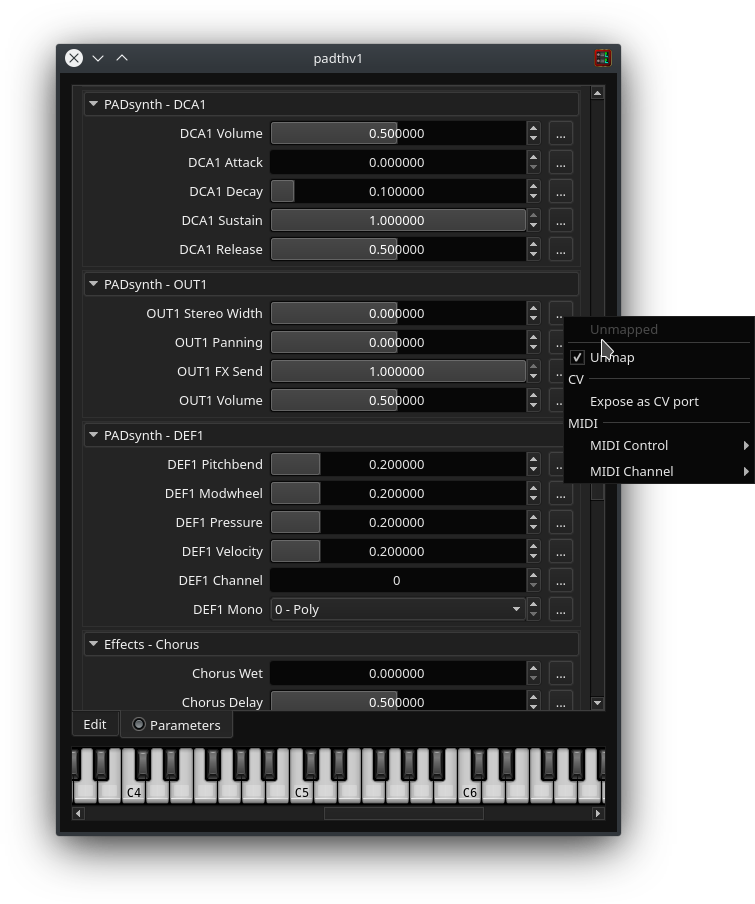 padthv1
PADsynth - DCA1
DCA1 Volume 0.500000 ...
DCA1 Attack 0.000000 ...
DCA1 Decay 0.100000 ...
DCA1 Sustain 1.000000 ...
DCA1 Release 0.500000 ...
PADsynth - OUT1
OUT1 Stereo Width 0.000000 ...
OUT1 Panning 0.000000 ...
OUT1 FX Send 1.000000 ...
OUT1 Volume 0.500000 ...
Unmapped
Unmap
CV
Expose as CV port
MIDI
MIDI Control
MIDI Channel
PADsynth - DEF1
DEF1 Pitchbend 0.200000 ...
DEF1 Modwheel 0.200000 ...
DEF1 Pressure 0.200000 ...
DEF1 Velocity 0.200000 ...
DEF1 Channel 0 ...
DEF1 Mono 0 - Poly ...
Effects - Chorus
Chorus Wet 0.000000 ...
Chorus Delay 0.500000 ...
Edit Parameters
C4 C5 C6